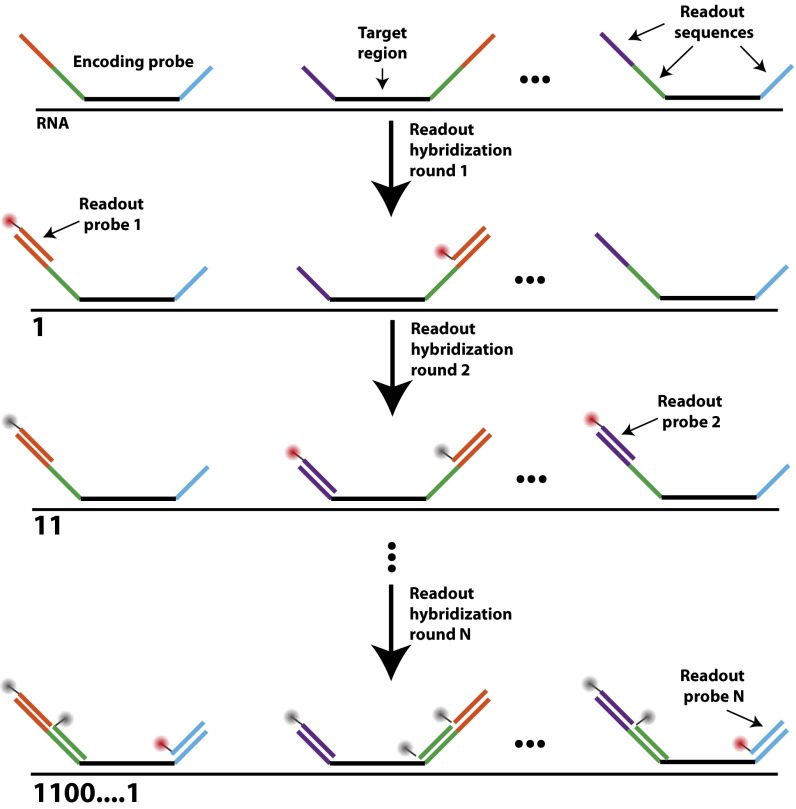 Encoding probe
Target
region
Readout
sequences
RNA
Readout
hybridization
round 1
Readout
probe 1
1
Readout
hybridization
round 2
Readout
probe 2
11
Readout
hybridization
round N
Readout
probe N
1100....1